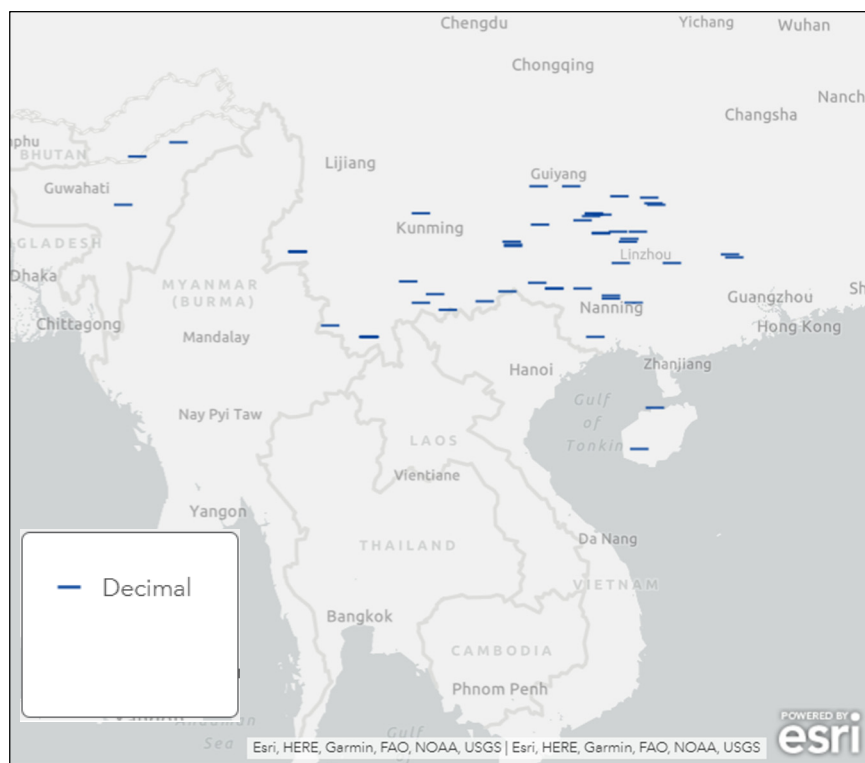 Chengdu
Yichang
Wuhan
Chongqing
Nanch
Changsha
nphu
BHUTAN
Lijiang
Guiyang
Guwahati
Kunming
GLADESH
Linzhou
Dhaka
MYANMAR
(BURMA)
Nanning
Guangzhou
Sh
Chittagong
Hong Kong
Mandalay
Hanoi
Zhanjiang
Gulf
of
Tonkin
Nay Pyi Taw
LAOS
Vientiane
Yangon
Da Nang
THAILAND
Decimal
VIETNAM
Bangkok
CAMBODIA
Phnom Penh
Andaman
Sea
Gulf
POWERED BY
esri
Esri, HERE, Garmin, FAO, NOAA, USGS | Esri, HERE, Garmin, FAO, NOAA, USGS